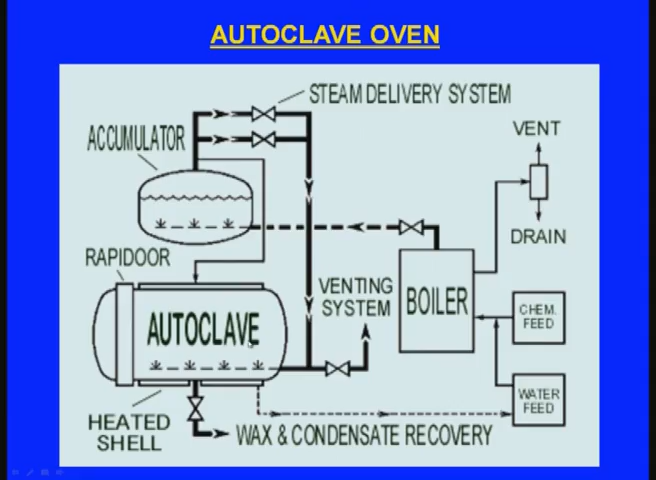 AUTOCLAVE OVEN
STEAM DELIVERY SYSTEM
ACCUMULATOR
VENT
DRAIN
RAPIDOOR
VENTING
SYSTEM
BOILER
CHEM.
FEED
AUTOCLAVE
WATER
FEED
HEATED
SHELL
WAX & CONDENSATE RECOVERY